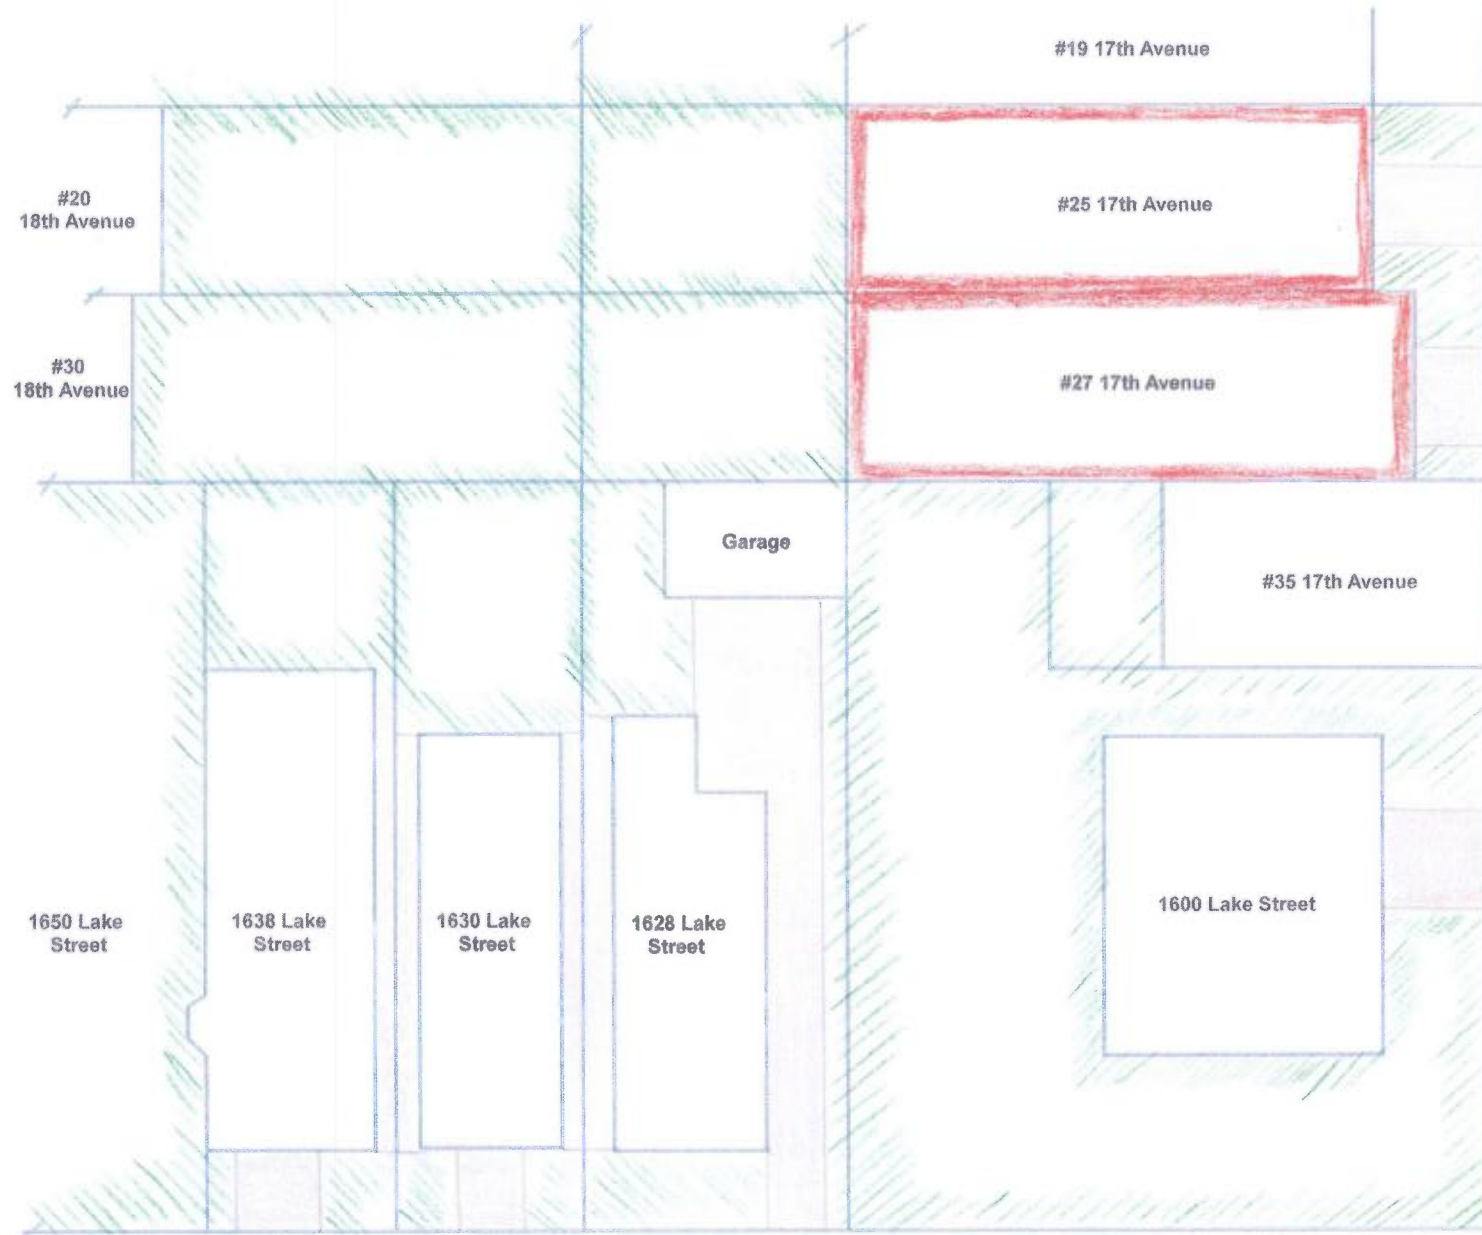 #19 17th Avenue
#20
18th Avenue
#25 17th Avenue
#30
18th Avenue
#27 17th Avenue
Garage
#35 17th Avenue
1650 Lake
Street
1638 Lake
Street
1630 Lake
Street
1628 Lake
Street
1600 Lake Street